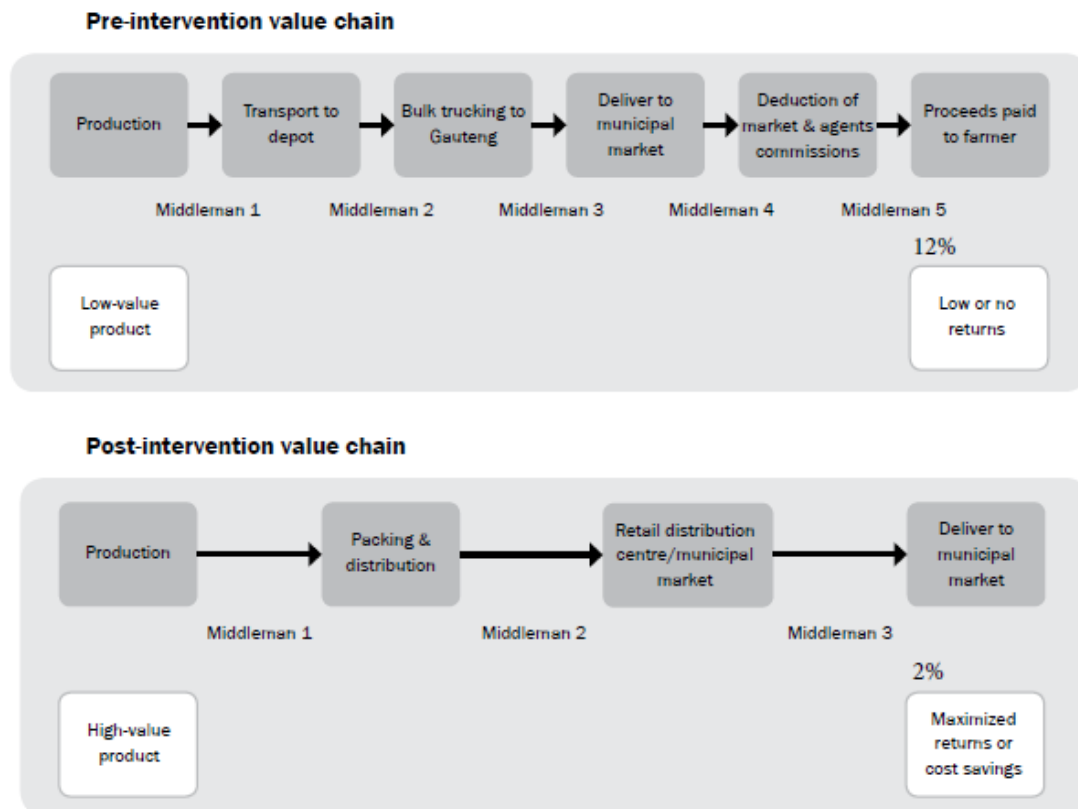 Pre-intervention value chain
Production
Transport to
depot
Bulk trucking to
Gauteng
Deliver to
municipal
market
Deduction of
market & agents
commissions
Proceeds paid
to farmer
Middleman 1
Middleman 2
Middleman 3
Middleman 4
Middleman 5
12%
Low-value
product
Low or no
returns
Post-intervention value chain
Production
Packing &
distribution
Retail distribution
centre/municipal
market
Deliver to
municipal
market
Middleman 1
Middleman 2
Middleman 3
2%
High-value
product
Maximized
returns or
cost savings